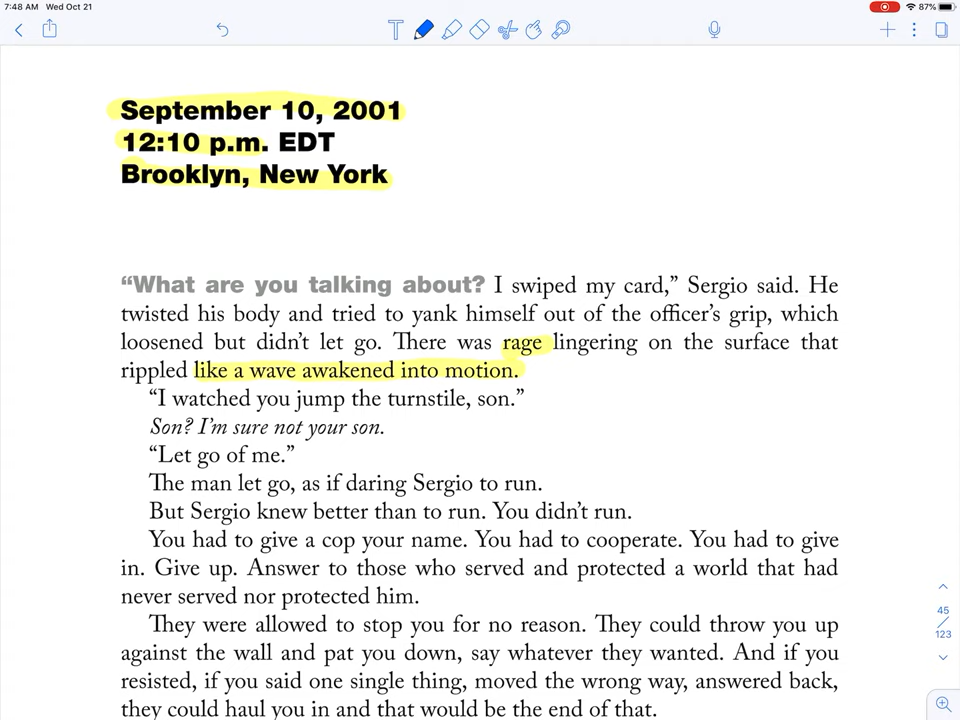 7:48 AM Wed Oct 21
87%
T
September 10, 2001
12:10 p.m. EDT
Brooklyn, New York
“What are you talking about? I swiped my card,” Sergio said. He
twisted his body and tried to yank himself out of the officer’s grip, which
loosened but didn’t let go. There was rage lingering on the surface that
rippled like a wave awakened into motion.
“I watched you jump the turnstile, son.”
Son? I’m sure not your son.
“Let go of me.”
The man let go, as if daring Sergio to run.
But Sergio knew better than to run. You didn’t run.
You had to give a cop your name. You had to cooperate. You had to give
in. Give up. Answer to those who served and protected a world that had
never served nor protected him.
They were allowed to stop you for no reason. They could throw you up
against the wall and pat you down, say whatever they wanted. And if you
resisted, if you said one single thing, moved the wrong way, answered back,
they could haul you in and that would be the end of that.
45
/
123